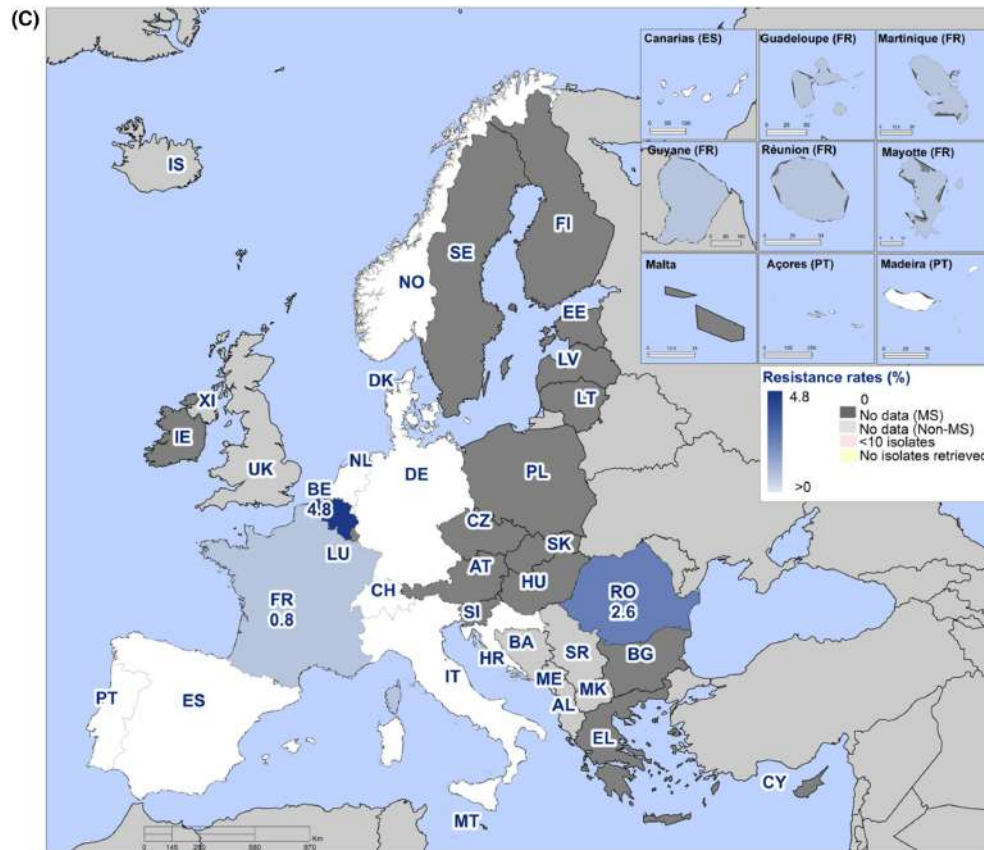 (C)
Canarias (ES)
Guadeloupe (FR)
Martinique (FR)
Guyane (FR)
Réunion (FR)
Mayotte (FR)
Malta
Açores (PT)
Madeira (PT)
IS
FI
SE
NO
EE
LV
LT
DK
XI
IE
UK
NL
DE
PL
BE
4.8
LU
CZ
SK
AT
HU
CH
SI
FR
0.8
RO
2.6
BA
HR
SR
BG
IT
ME
MK
AL
PT
ES
EL
CY
MT
Resistance rates (%)
4.8
>0
0
No data (MS)
No data (Non-MS)
<10 isolates
No isolates retrieved
Km